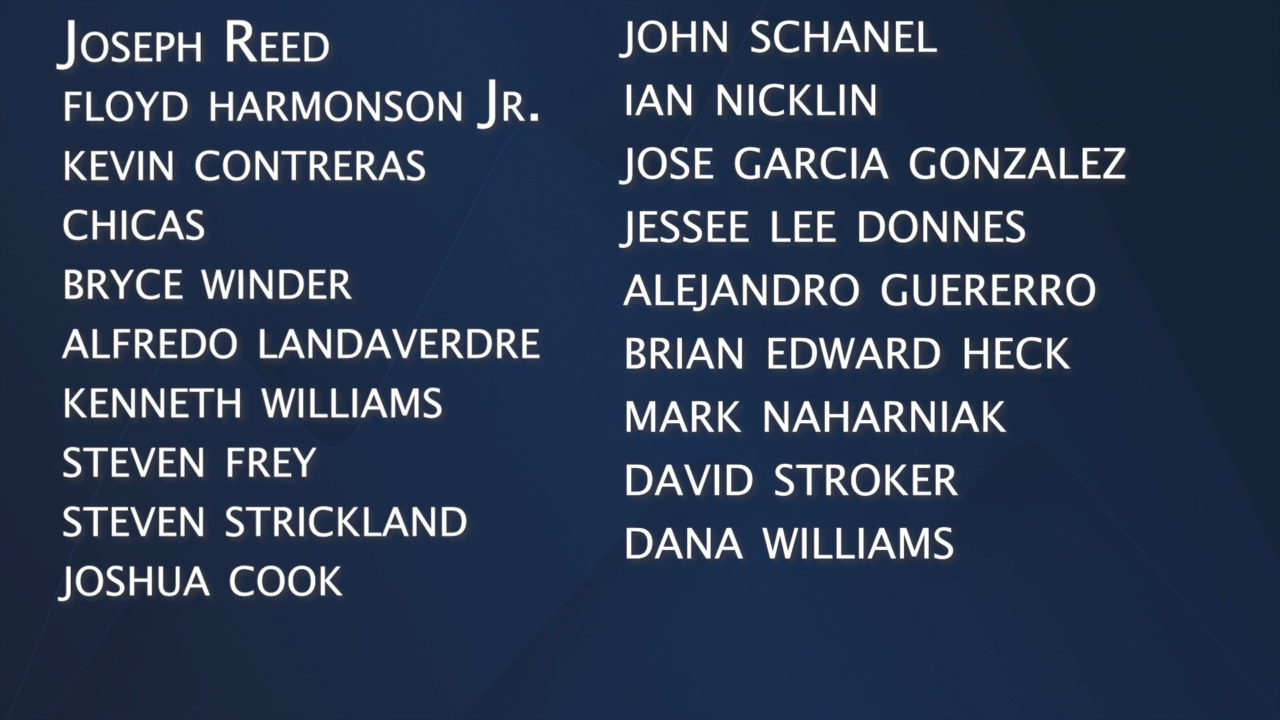 Joseph Reed
FLOYD HARMONSON Jr.
KEVIN CONTRERAS
CHICAS
BRYCE WINDER
ALFREDO LANDAVERDRE
KENNETH WILLIAMS
STEVEN FREY
STEVEN STRICKLAND
JOSHUA COOK
JOHN SCHANEL
IAN NICKLIN
JOSE GARCIA GONZALEZ
JESSEE LEE DONNES
ALEJANDRO GUERERRO
BRIAN EDWARD HECK
MARK NAHARNIAK
DAVID STROKER
DANA WILLIAMS